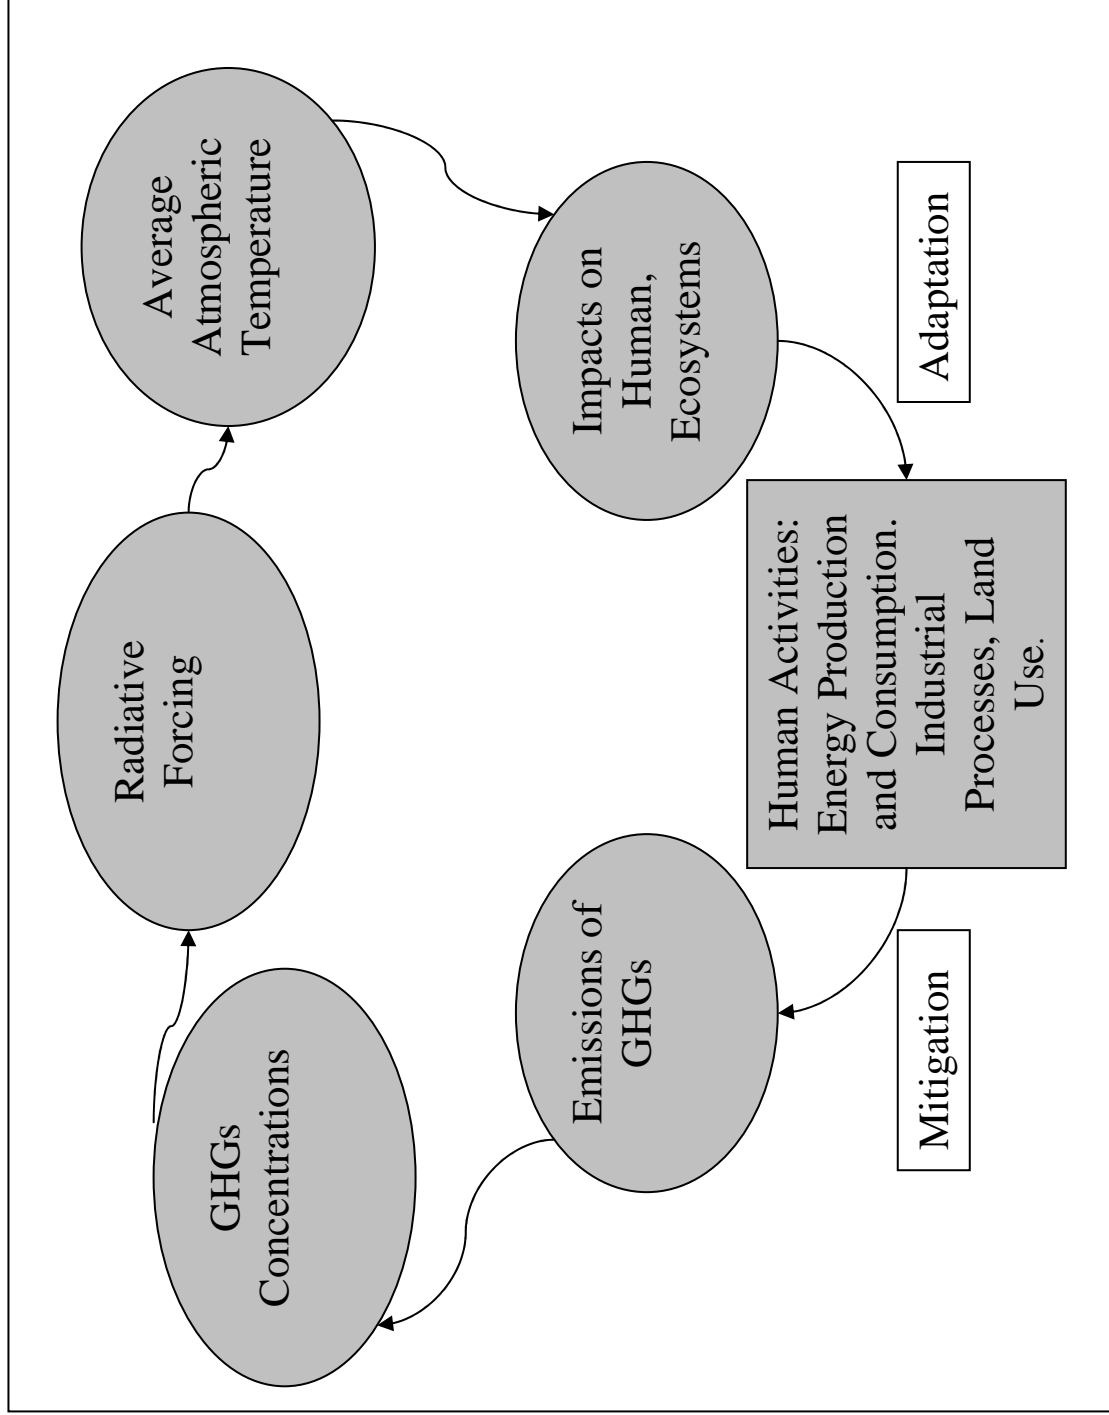 Radiative
Forcing
Average
Atmospheric
Temperature
GHGs
Concentrations
Emissions of
GHGs
Impacts on
Human,
Ecosystems
Human Activities:
Energy Production
and Consumption.
Industrial
Processes, Land
Use.
Mitigation
Adaptation